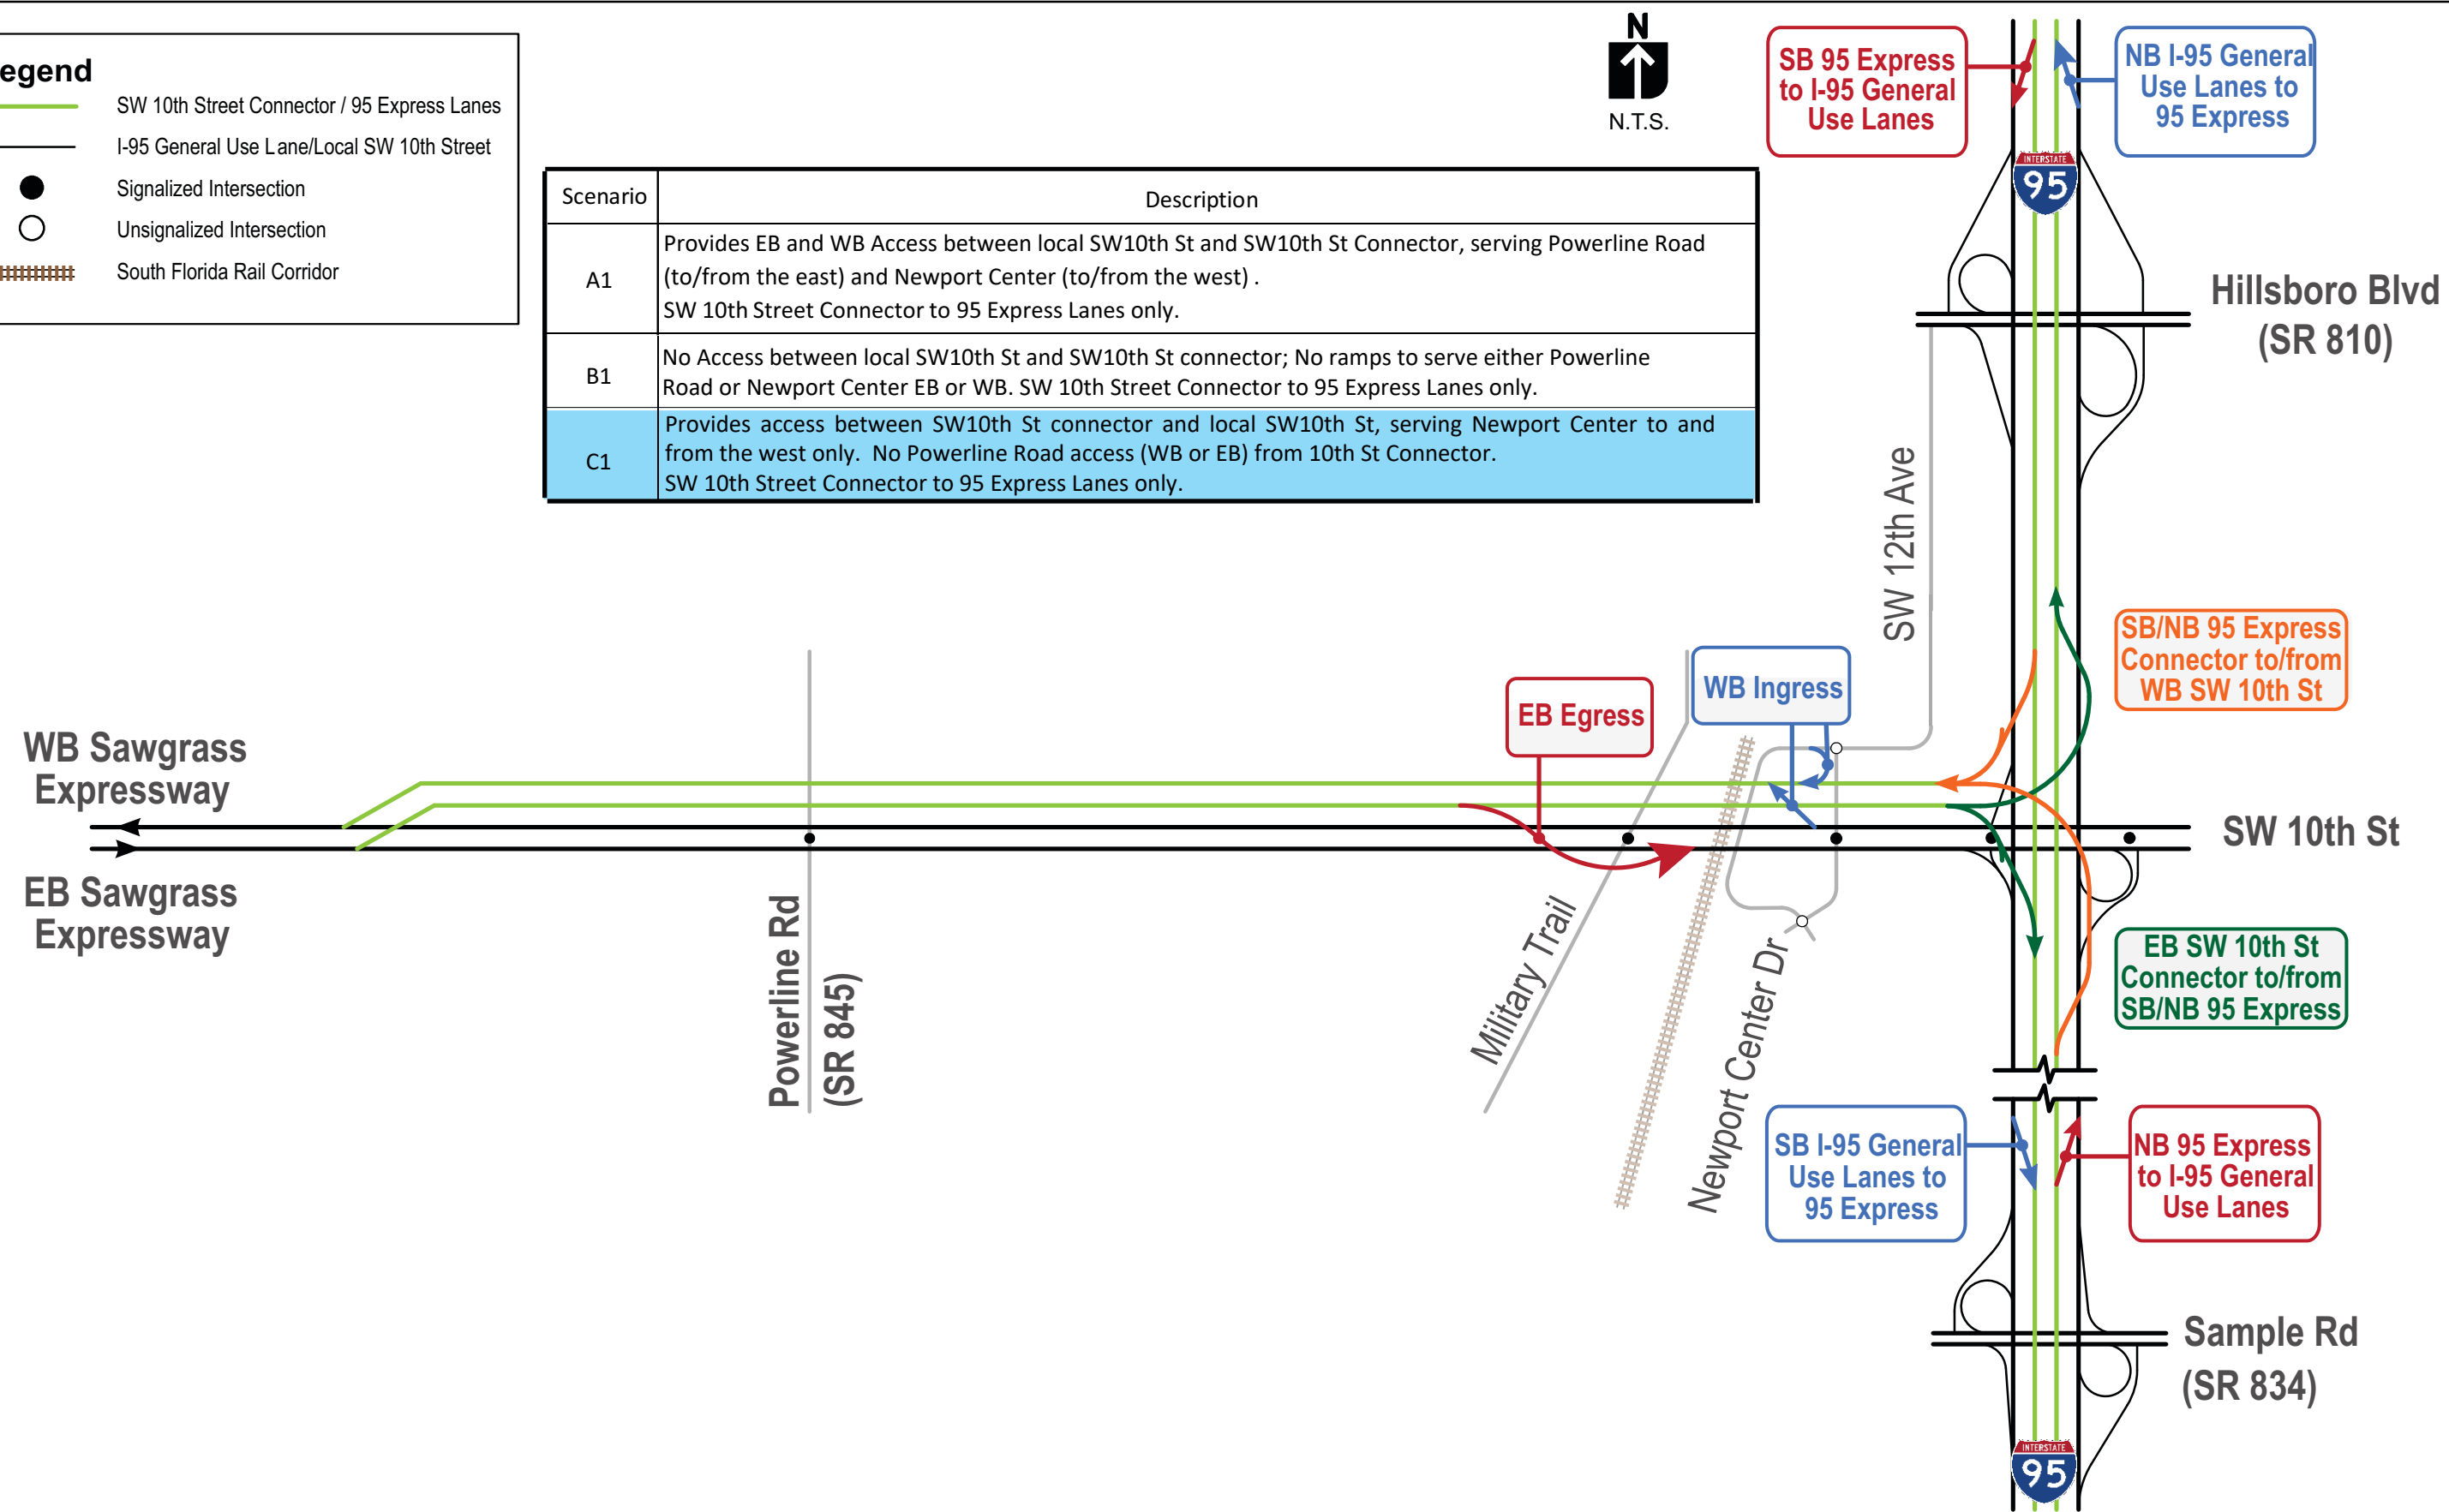 egend
SW 10th Street Connector / 95 Express Lanes
I-95 General Use Lane/Local SW 10th Street
Signalized Intersection
Unsignalized Intersection
South Florida Rail Corridor
N
N.T.S.
Scenario
Description
A1
Provides EB and WB Access between local SW10th St and SW10th St Connector, serving Powerline Road
(to/from the east) and Newport Center (to/from the west) .
SW 10th Street Connector to 95 Express Lanes only.
B1
No Access between local SW10th St and SW10th St connector; No ramps to serve either Powerline
Road or Newport Center EB or WB. SW 10th Street Connector to 95 Express Lanes only.
C1
Provides access between SW10th St connector and local SW10th St, serving Newport Center to and
from the west only. No Powerline Road access (WB or EB) from 10th St Connector.
SW 10th Street Connector to 95 Express Lanes only.
SB 95 Express
to I-95 General
Use Lanes
NB I-95 General
Use Lanes to
95 Express
INTERSTATE
95
Hillsboro Blvd
(SR 810)
SW 12th Ave
SB/NB 95 Express
Connector to/from
WB SW 10th St
WB Ingress
EB Egress
WB Sawgrass
Expressway
SW 10th St
EB Sawgrass
Expressway
Powerline Rd
(SR 845)
Military Trail
Newport Center Dr
EB SW 10th St
Connector to/from
SB/NB 95 Express
SB I-95 General
Use Lanes to
95 Express
NB 95 Express
to I-95 General
Use Lanes
Sample Rd
(SR 834)
INTERSTATE
95